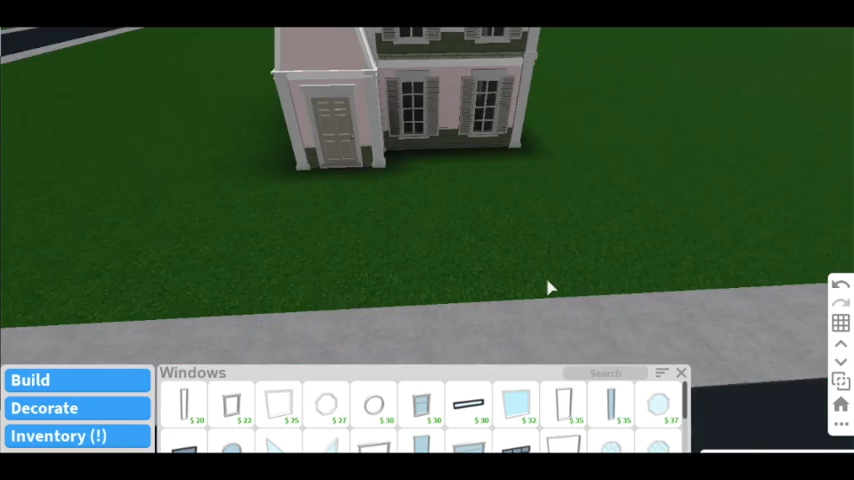 Windows
Search
Build
Decorate
Inventory (!)
$20 $22 $25 $27 $30 $30 $30 $32 $35 $35 $37